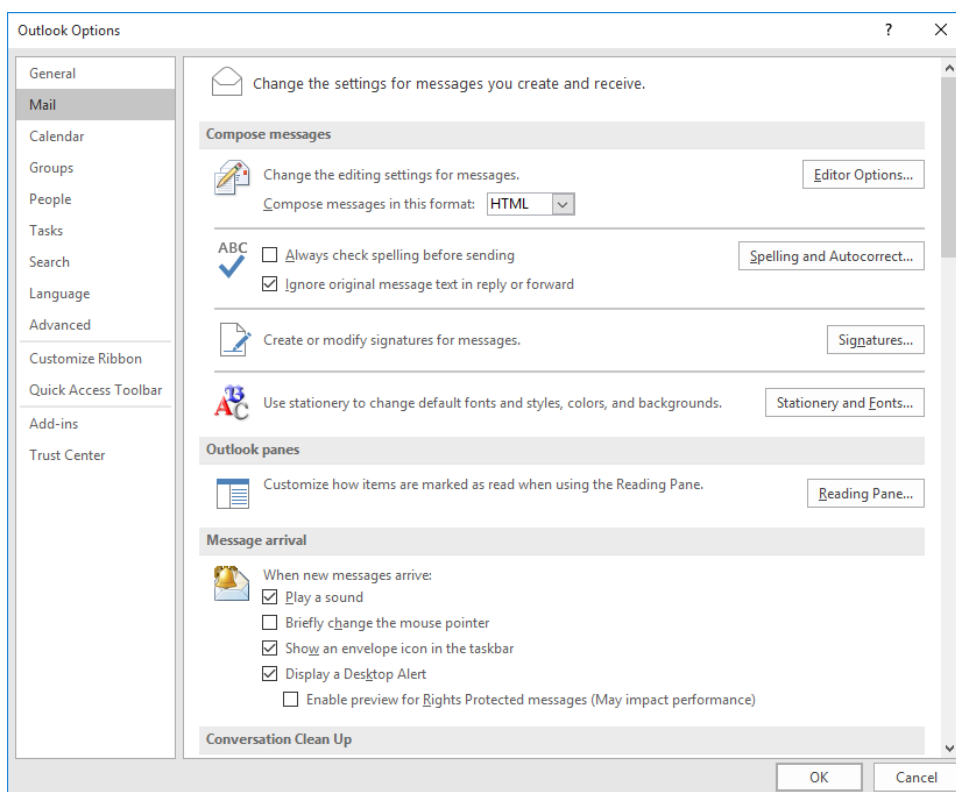 Outlook Options
?
General
Mail
Calendar
Groups
People
Tasks
Search
Language
Advanced
Customize Ribbon
Quick Access Toolbar
Add-ins
Trust Center
Change the settings for messages you create and receive.
Compose messages
Change the editing settings for messages.
Editor Options...
Compose messages in this format: HTML
ABC
Always check spelling before sending
Spelling and Autocorrect...
Ignore original message text in reply or forward
Create or modify signatures for messages.
Signatures...
Use stationery to change default fonts and styles, colors, and backgrounds.
Stationery and Fonts...
Outlook panes
Customize how items are marked as read when using the Reading Pane.
Reading Pane...
Message arrival
When new messages arrive:
Play a sound
Briefly change the mouse pointer
Show an envelope icon in the taskbar
Display a Desktop Alert
Enable preview for Rights Protected messages (May impact performance)
Conversation Clean Up
OK
Cancel